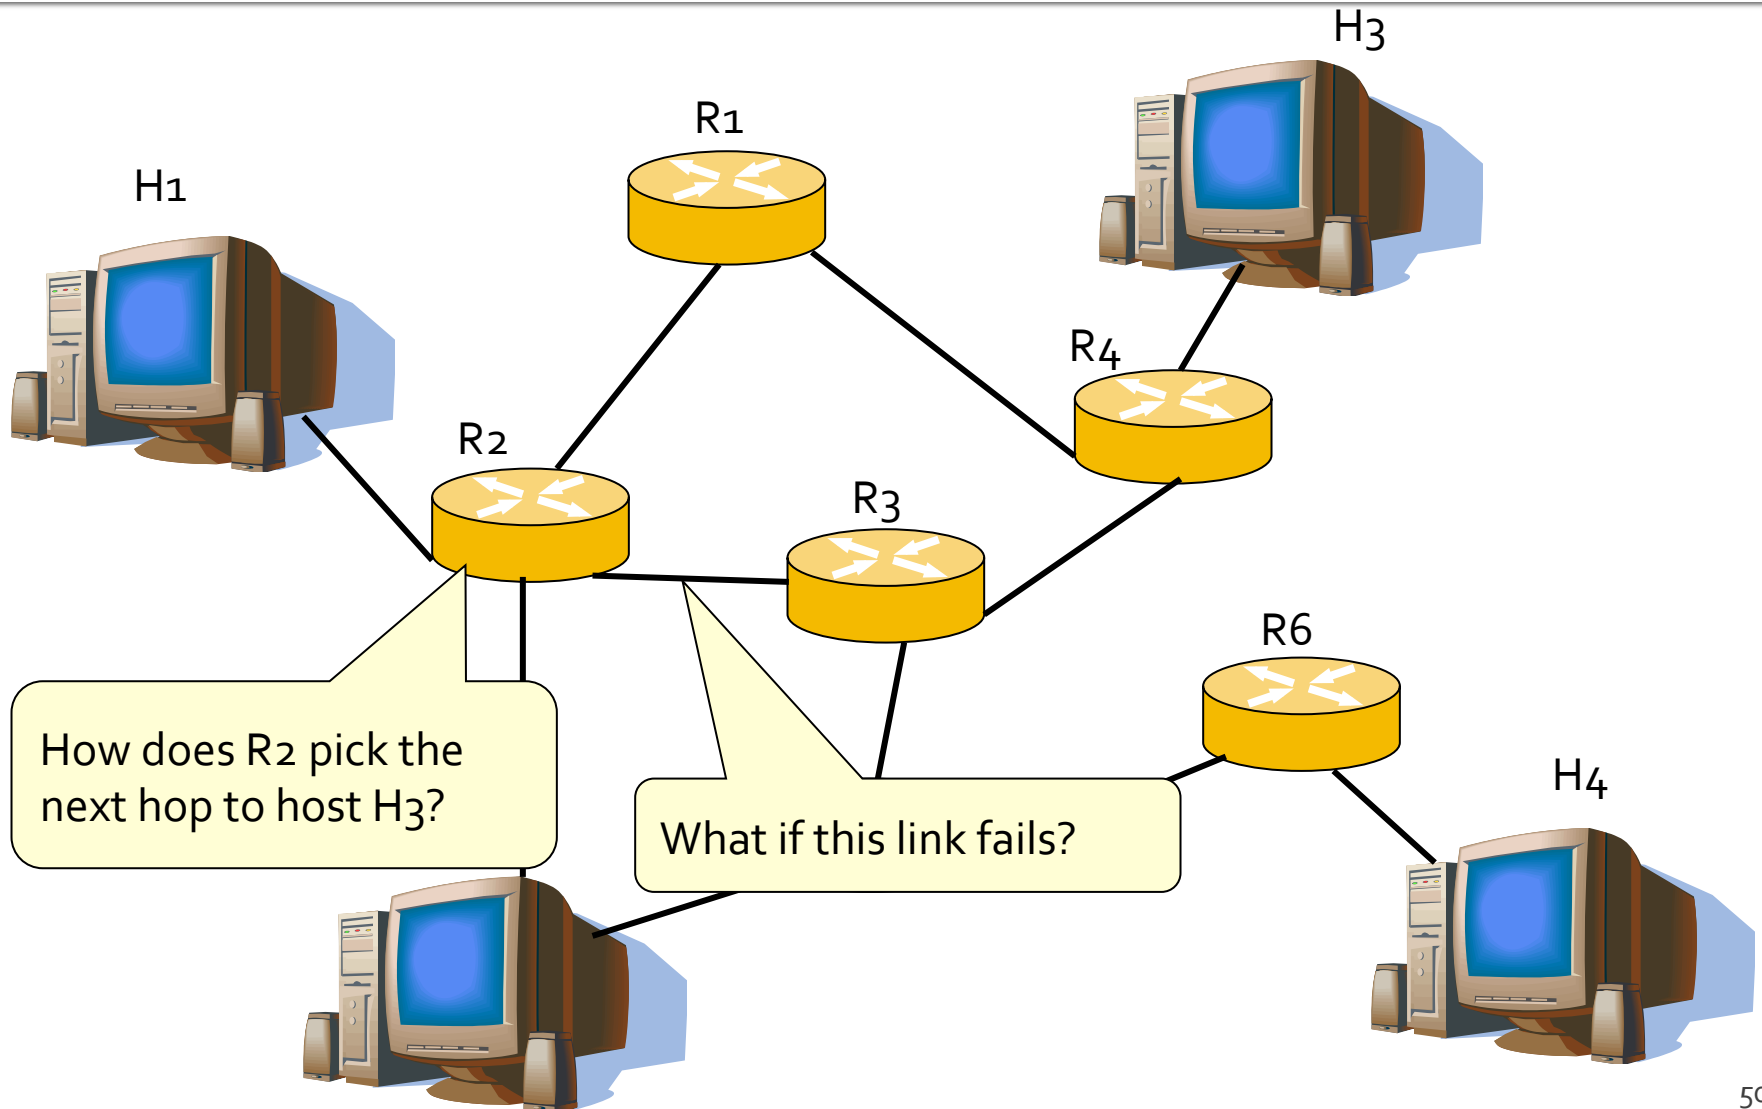 H3
R1
H1
R4
R2
R3
R6
How does R2 pick the
next hop to host H3?
H4
What if this link fails?